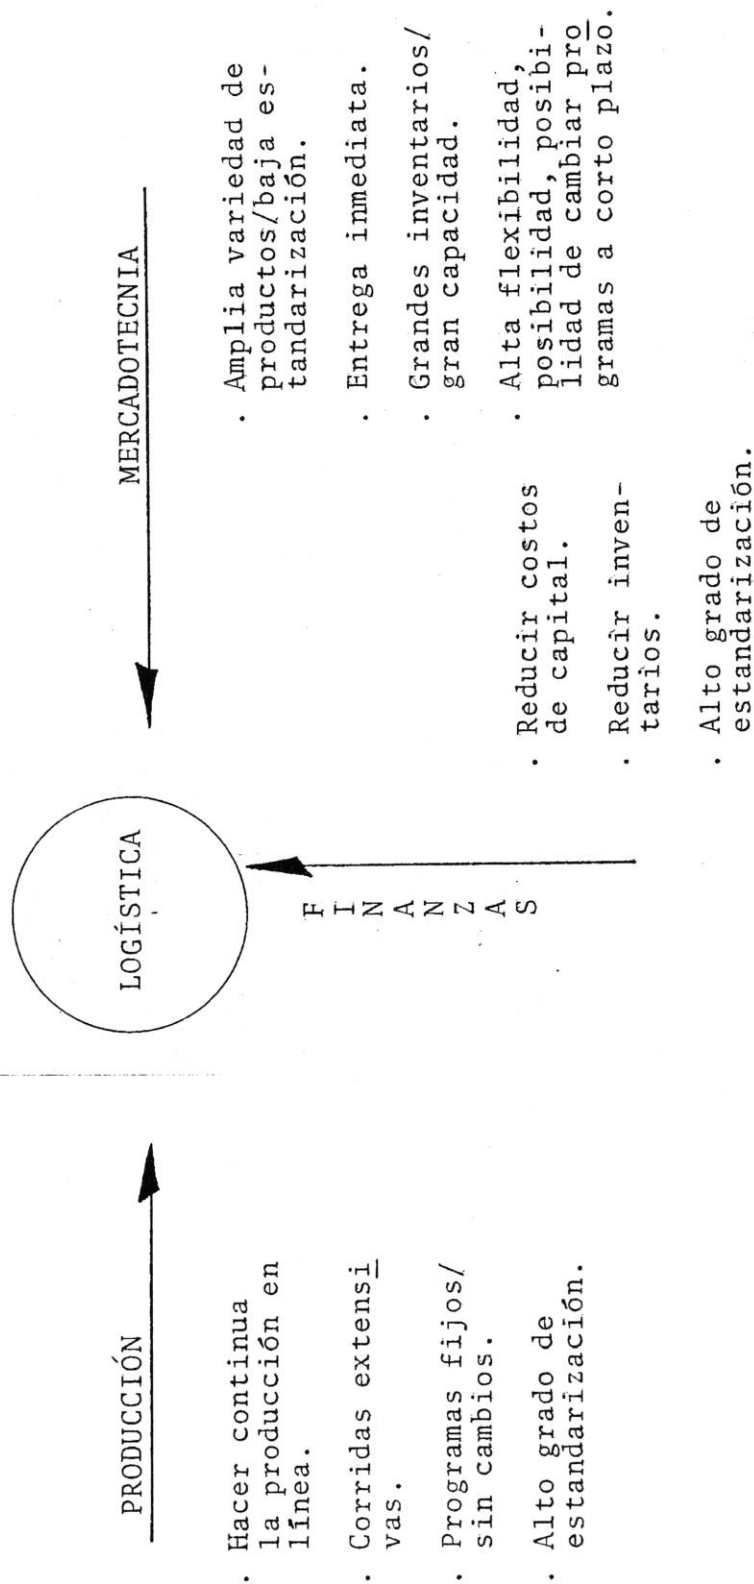 PRODUCCIÓN
. Hacer continua
la producción en
línea.
. Corridas extensi
vas.
. Programas fijos/
sin cambios.
. Alto grado de
estandarización.
LOGÍSTICA
FINANZAS
. Reducir costos
de capital.
. Reducir inven-
tarios.
. Alto grado de
estandarización.
MERCADOTECNIA
. Amplia variedad de
productos/baja es-
tandarización.
. Entrega inmediata.
. Grandes inventarios/
gran capacidad.
. Alta flexibilidad,
posibilidad, posibi-
lidad de cambiar pro
gramas a corto plazo.